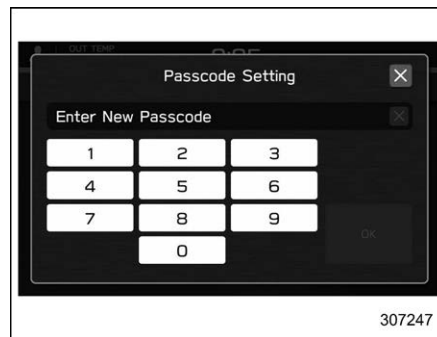 OUT TEMP
Passcode Setting
Enter New Passcode
1 2 3
4 5 6
7 8 9
OK
0
307247